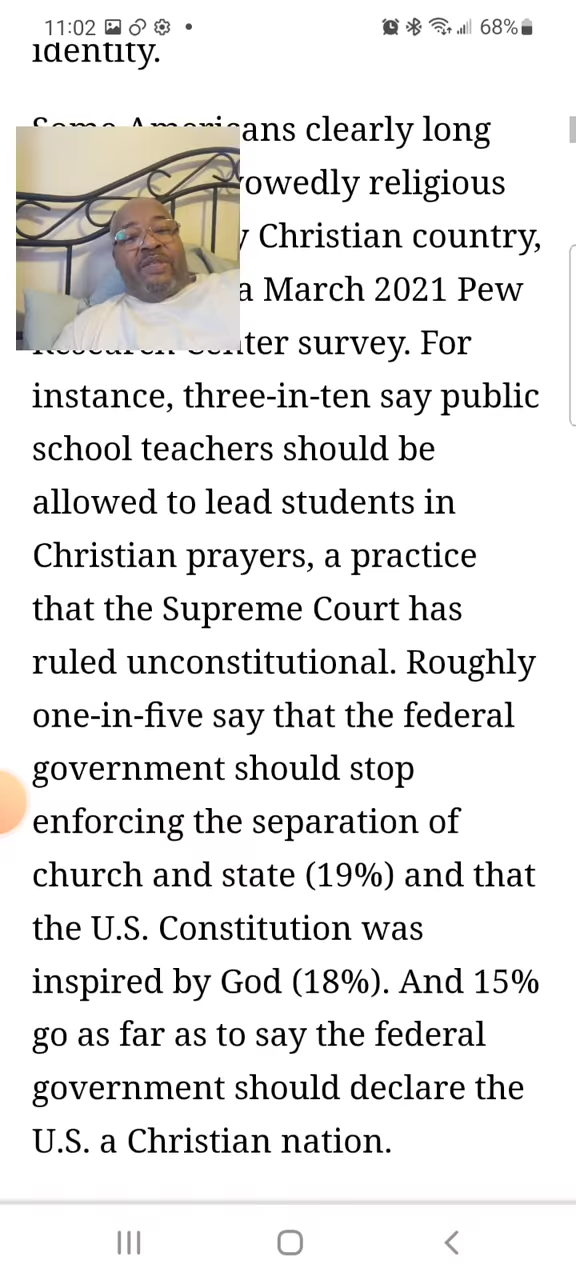 11:02 68%
identity.
Some Americans clearly long
owedly religious
Christian country,
a March 2021 Pew
Research Center survey. For
instance, three-in-ten say public
school teachers should be
allowed to lead students in
Christian prayers, a practice
that the Supreme Court has
ruled unconstitutional. Roughly
one-in-five say that the federal
government should stop
enforcing the separation of
church and state (19%) and that
the U.S. Constitution was
inspired by God (18%). And 15%
go as far as to say the federal
government should declare the
U.S. a Christian nation.